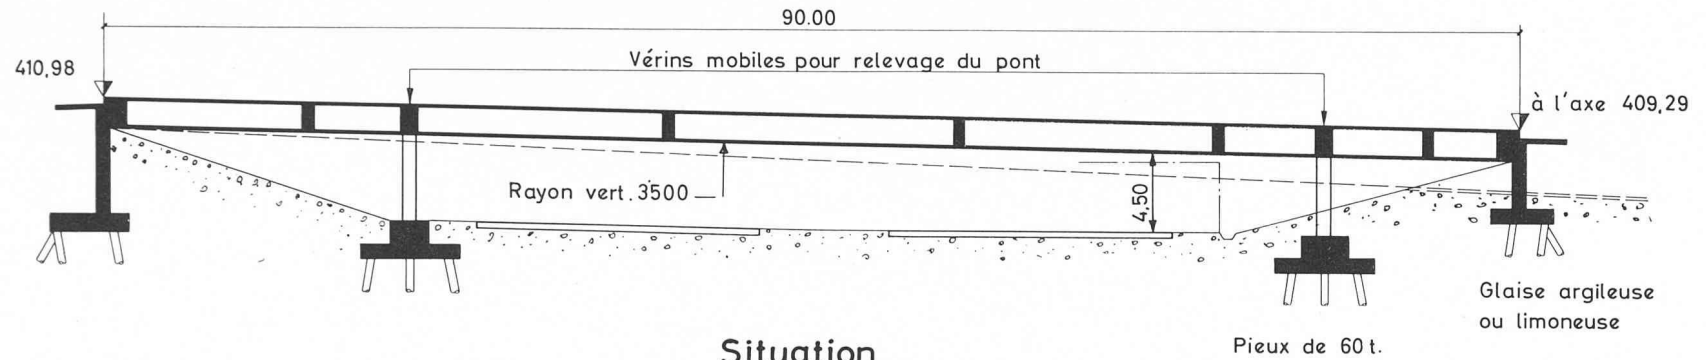 90.00
Vérins mobiles pour relevage du pont
410,98
à l'axe 409,29
Rayon vert. 3500
4,50
Glaise argileuse
ou limoneuse
Pieux de 60 t.
Situation